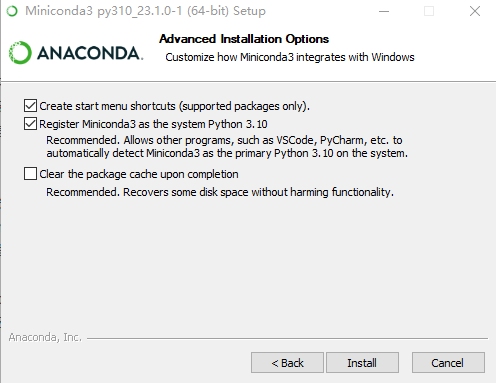 Miniconda3 py310_23.1.0-1 (64-bit) Setup
ANACONDA.
Advanced Installation Options
Customize how Miniconda3 integrates with Windows
Create start menu shortcuts (supported packages only).
Register Miniconda3 as the system Python 3.10
Recommended. Allows other programs, such as VSCode, PyCharm, etc. to
automatically detect Miniconda3 as the primary Python 3.10 on the system.
Clear the package cache upon completion
Recommended. Recovers some disk space without harming functionality.
Anaconda, Inc.
< Back
Install
Cancel